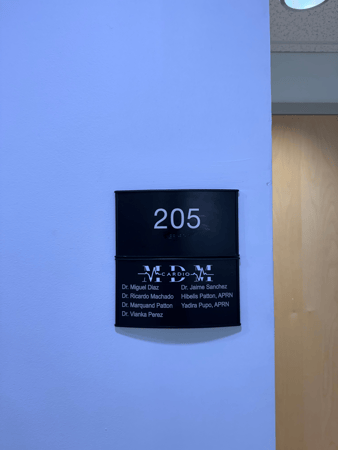 205
MDM
CARDIO
Dr. Miguel Diaz
Dr. Ricardo Machado
Dr. Marquand Patton
Dr. Vianka Perez
Dr. Jaime Sanchez
Hibelis Patton, APRN
Yadira Pupo, APRN